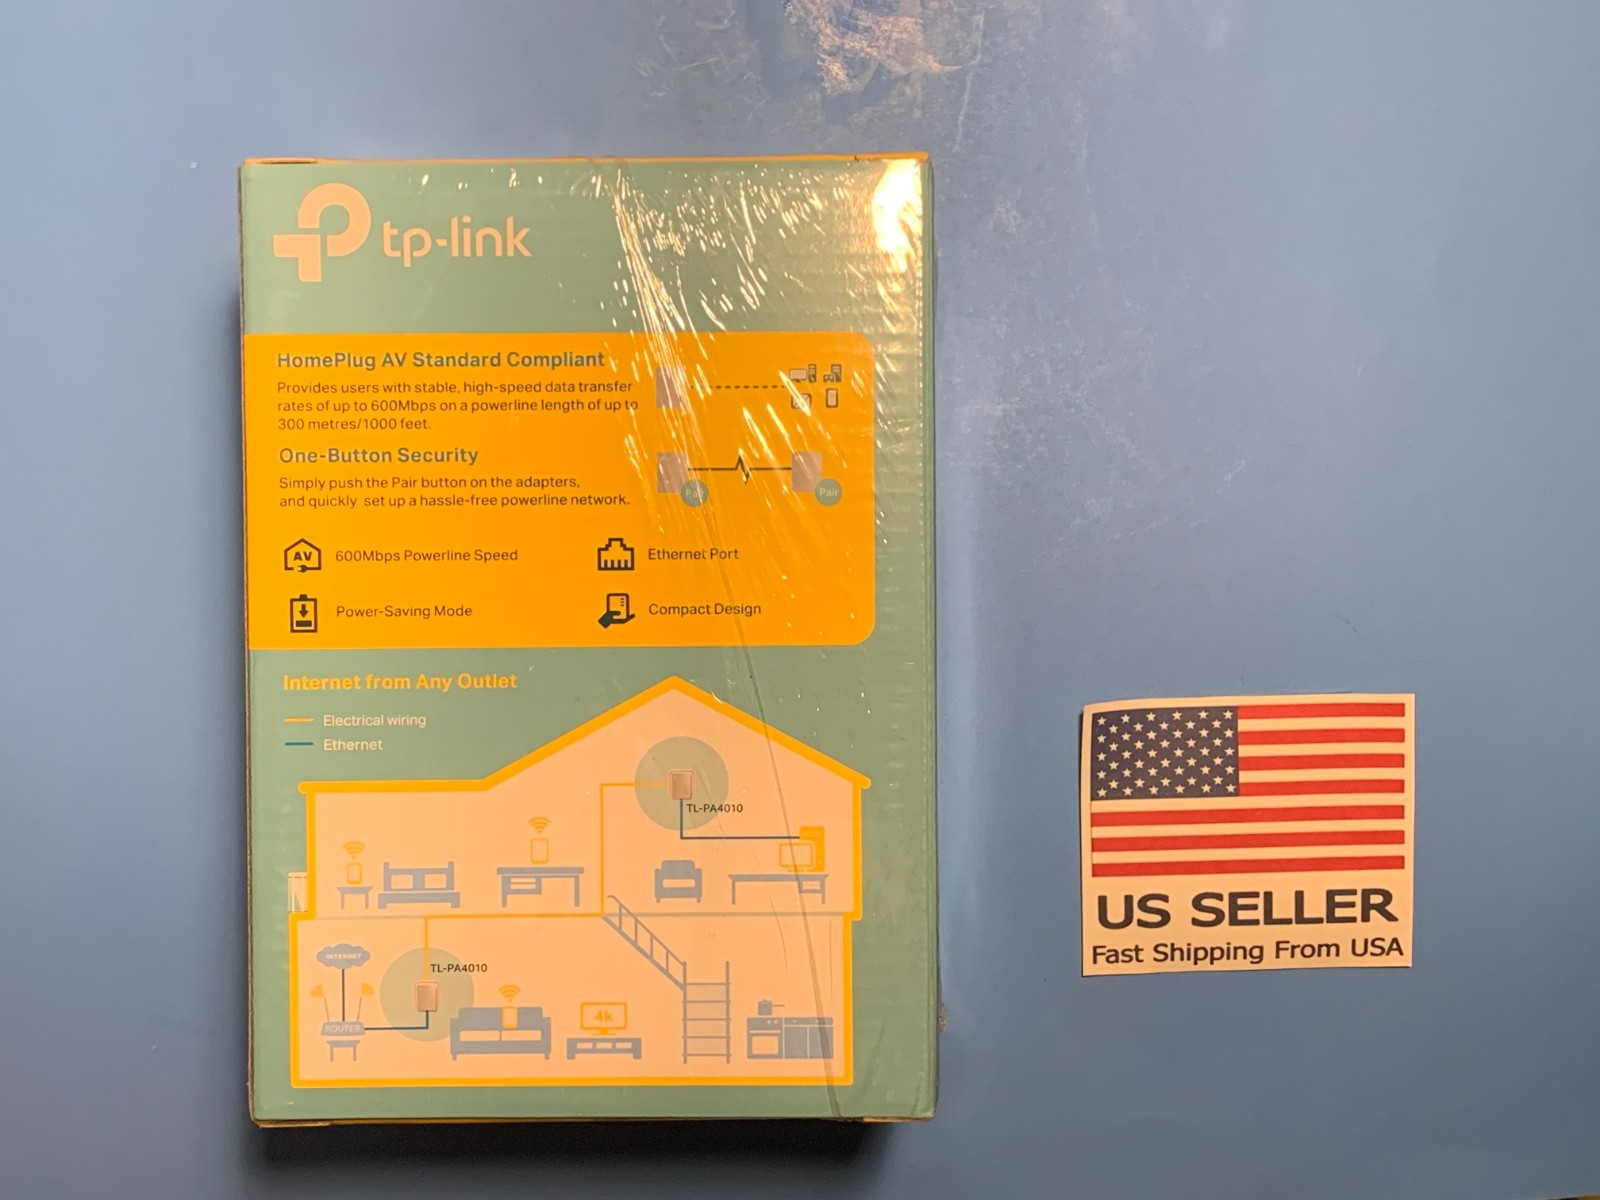 tp-link
HomePlug AV Standard Compliant
Provides users with stable, high-speed data transfer
rates of up to 600Mbps on a powerline length of up to
300 metres/1000 feet.
One-Button Security
Simply push the Pair button on the adapters,
and quickly set up a hassle-free powerline network.
Pair
Pair
AV
600Mbps Powerline Speed
Ethernet Port
Power-Saving Mode
Compact Design
Internet from Any Outlet
Electrical wiring
Ethernet
TL-PA4010
INTERNET
TL-PA4010
ROUTER
4k
US SELLER
Fast Shipping From USA